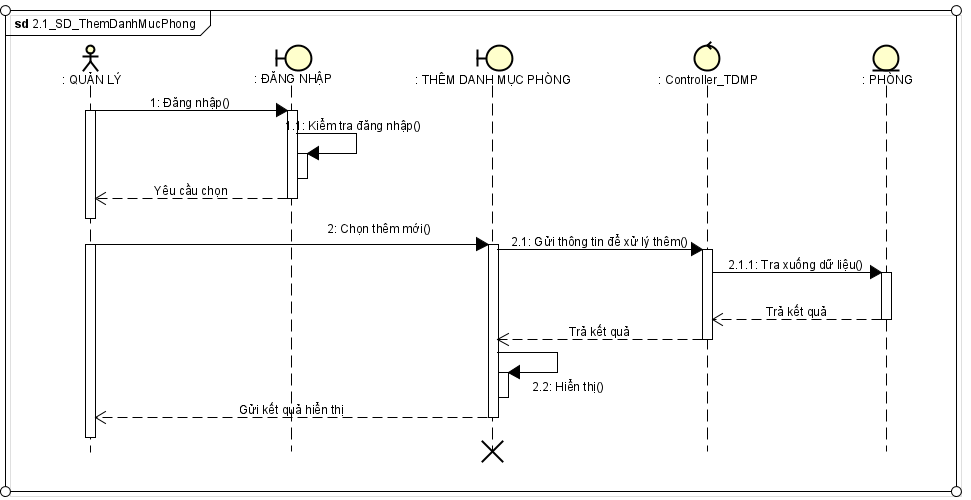 sd 2.1_SD_ThemDanhMucPhong
: QUẢN LÝ
: ĐĂNG NHẬP
: THÊM DANH MỤC PHÒNG
: Controller_TDMP
: PHÒNG
1: Đăng nhập()
1.1: Kiểm tra đăng nhập()
Yêu cầu chọn
2: Chọn thêm mới()
2.1: Gửi thông tin để xử lý thêm()
2.1.1: Tra xuống dữ liệu()
Trả kết quả
Trả kết quả
2.2: Hiển thị()
Gửi kết quả hiển thị